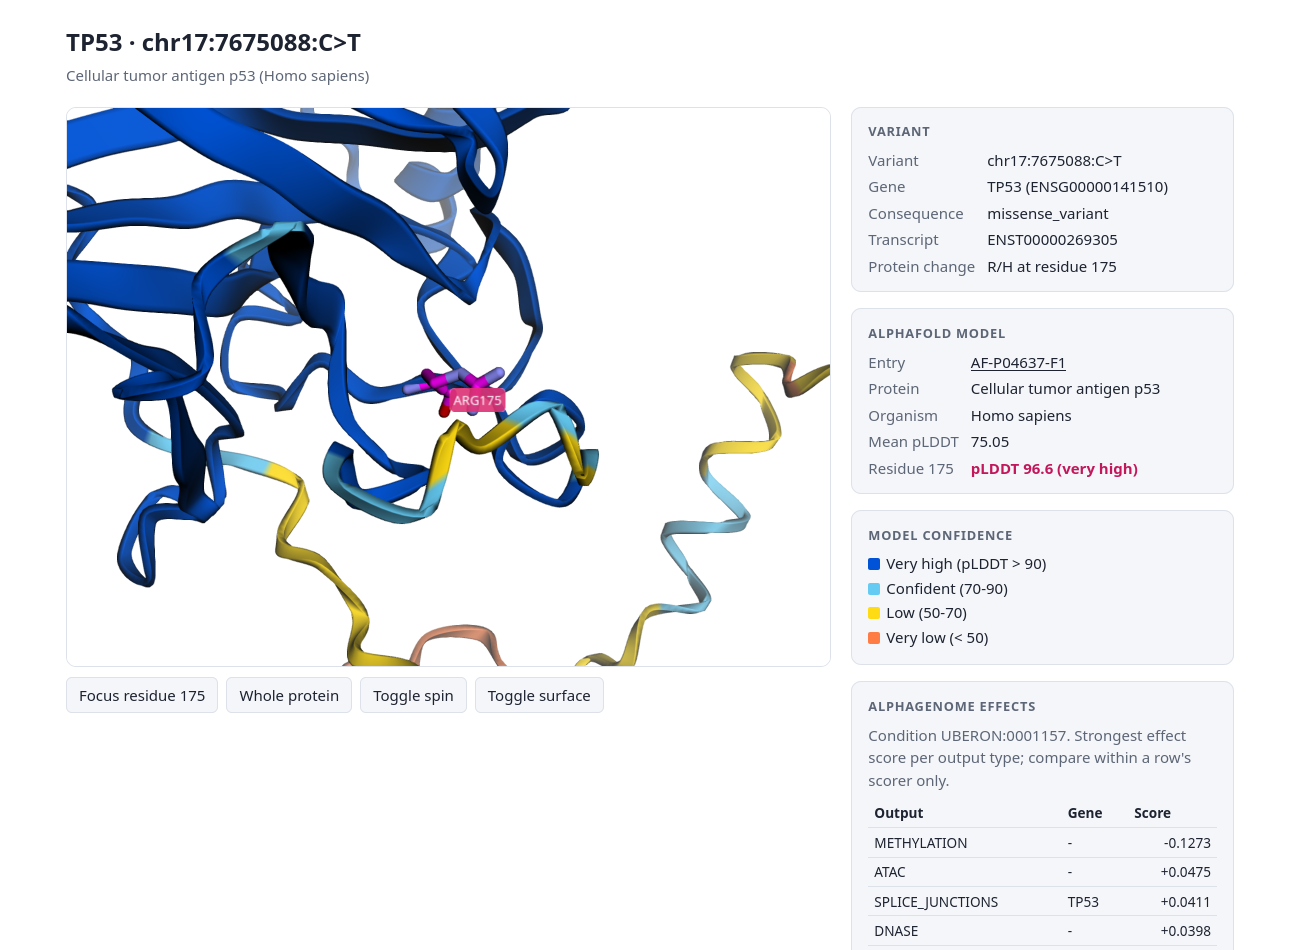 TP53 · chr17:7675088:C>T
Cellular tumor antigen p53 (Homo sapiens)
ARG175
Focus residue 175
Whole protein
Toggle spin
Toggle surface
VARIANT
Variant chr17:7675088:C>T
Gene TP53 (ENSG00000141510)
Consequence missense_variant
Transcript ENST00000269305
Protein change R/H at residue 175
ALPHAFOLD MODEL
Entry AF-P04637-F1
Protein Cellular tumor antigen p53
Organism Homo sapiens
Mean pLDDT 75.05
Residue 175 pLDDT 96.6 (very high)
MODEL CONFIDENCE
Very high (pLDDT > 90)
Confident (70-90)
Low (50-70)
Very low (< 50)
ALPHAGENOME EFFECTS
Condition UBERON:0001157. Strongest effect
score per output type; compare within a row's
scorer only.
Output Gene Score
METHYLATION - -0.1273
ATAC - +0.0475
SPLICE_JUNCTIONS TP53 +0.0411
DNASE - +0.0398